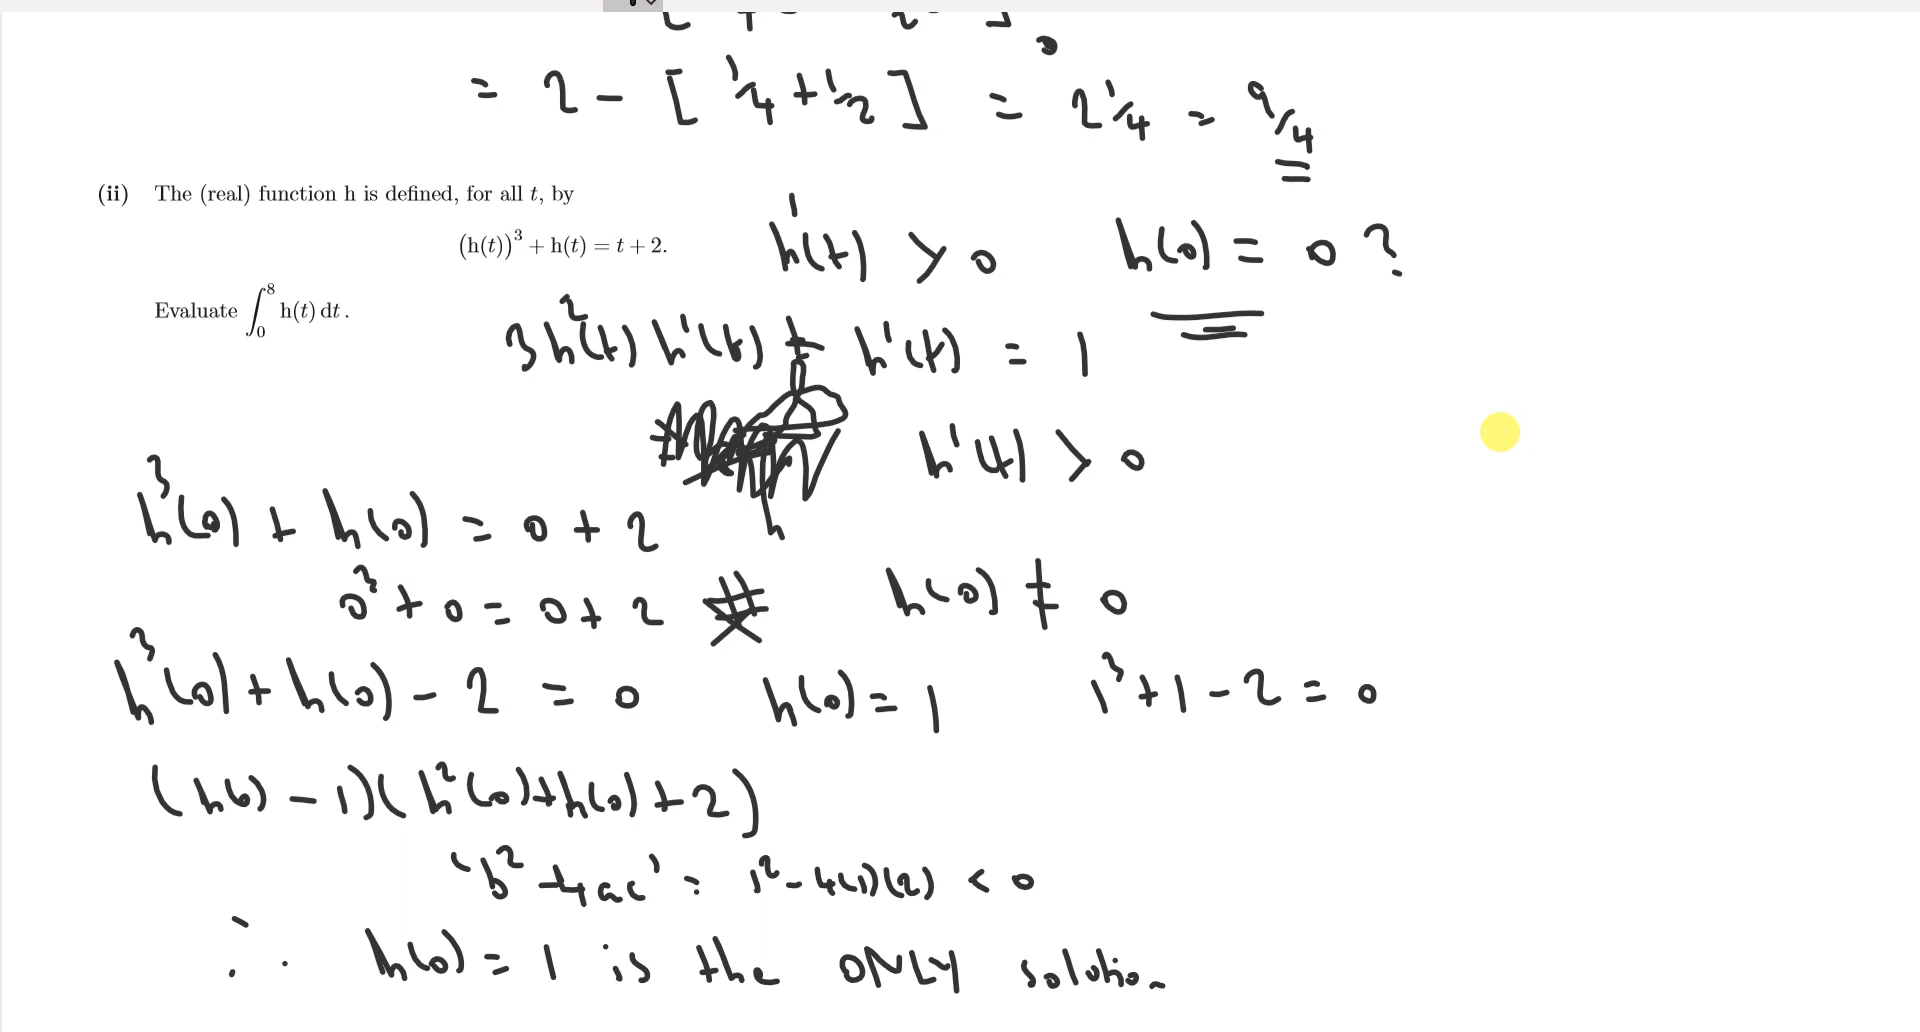 = 2 - [ 1/4 + 1/2 ] = 2 1/4 = 9/4
(ii) The (real) function h is defined, for all t, by
(h(t))³ + h(t) = t + 2.
h'(t) > 0 h(0) = 0 ?
Evaluate ∫₀⁸ h(t) dt .
3h²(t) h'(t) + h'(t) = 1
h'(t) > 0
h³(0) + h(0) = 0 + 2
0³ + 0 = 0 + 2 h(0) ≠ 0
h³(0) + h(0) - 2 = 0 h(0) = 1 1³ + 1 - 2 = 0
(h(0) - 1)(h²(0) + h(0) + 2)
'b² - 4ac' = 1² - 4(1)(2) < 0
∴ h(0) = 1 is the ONLY solution